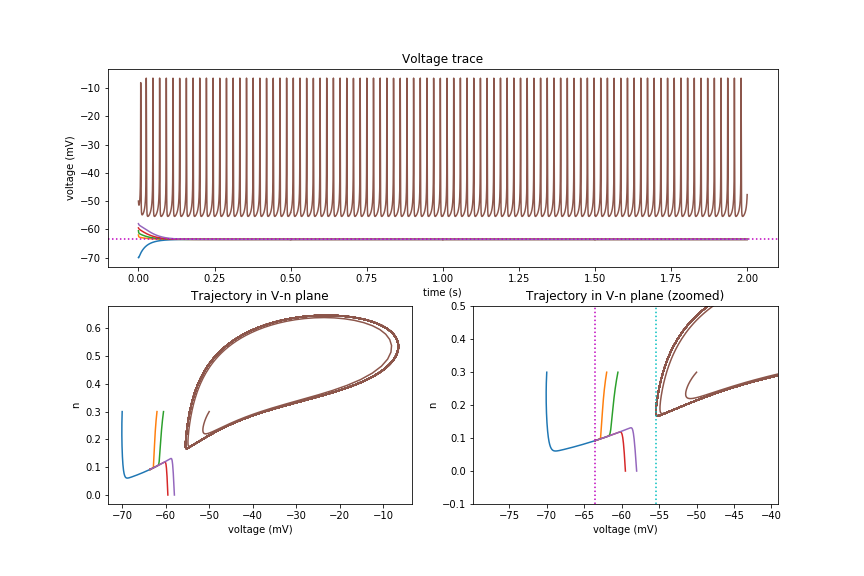 Voltage trace
voltage (mV)
−10
−20
−30
−40
−50
−60
−70
0.00 0.25 0.50 0.75 1.00 1.25 1.50 1.75 2.00
time (s)
Trajectory in V-n plane
n
0.6
0.5
0.4
0.3
0.2
0.1
0.0
−70 −60 −50 −40 −30 −20 −10
voltage (mV)
Trajectory in V-n plane (zoomed)
n
0.5
0.4
0.3
0.2
0.1
0.0
−0.1
−75 −70 −65 −60 −55 −50 −45 −40
voltage (mV)